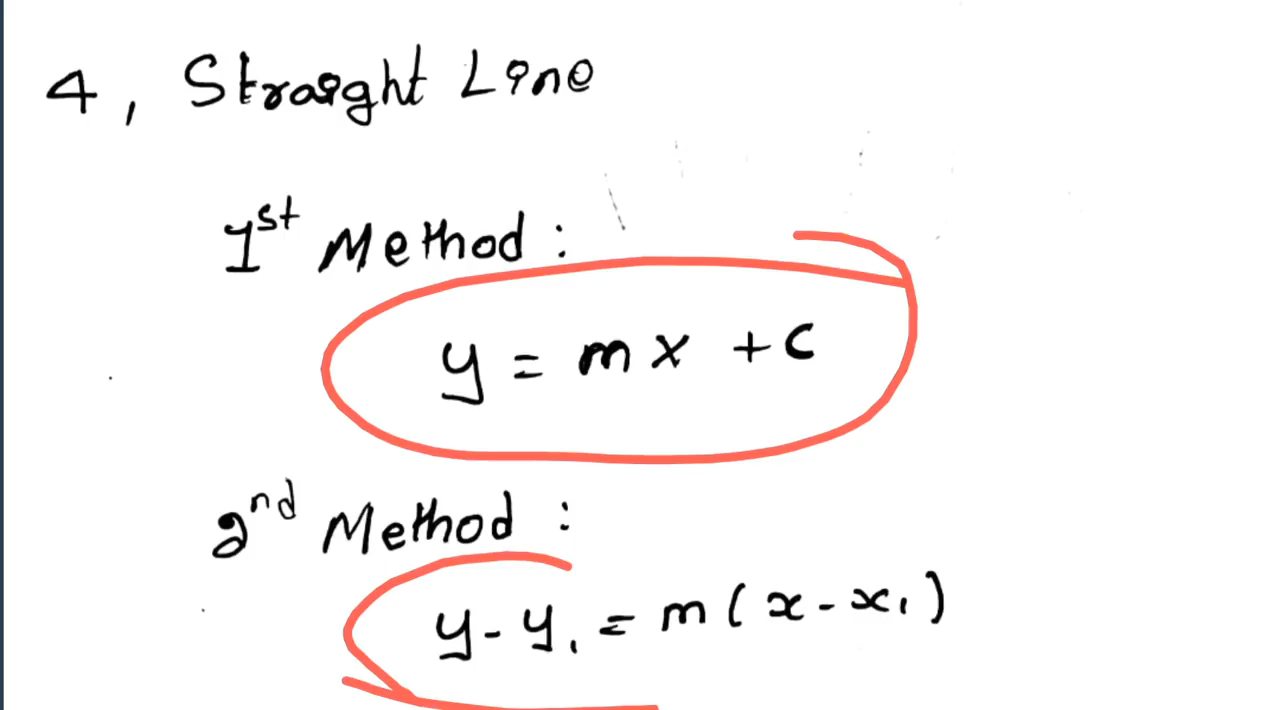 4, Straight Line
1st Method :
y = mx + c
2nd Method :
y - y₁ = m(x - x₁)